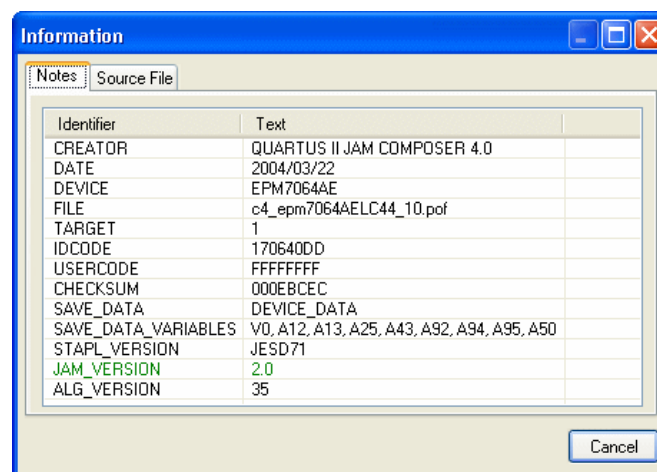 Information
Notes Source File
Identifier Text
CREATOR QUARTUS II JAM COMPOSER 4.0
DATE 2004/03/22
DEVICE EPM7064AE
FILE c4_epm7064AELC44_10.pof
TARGET 1
IDCODE 170640DD
USERCODE FFFFFFFF
CHECKSUM 000EBCEC
SAVE_DATA DEVICE_DATA
SAVE_DATA_VARIABLES V0, A12, A13, A25, A43, A92, A94, A95, A50
STAPL_VERSION JESD71
JAM_VERSION 2.0
ALG_VERSION 35
Cancel